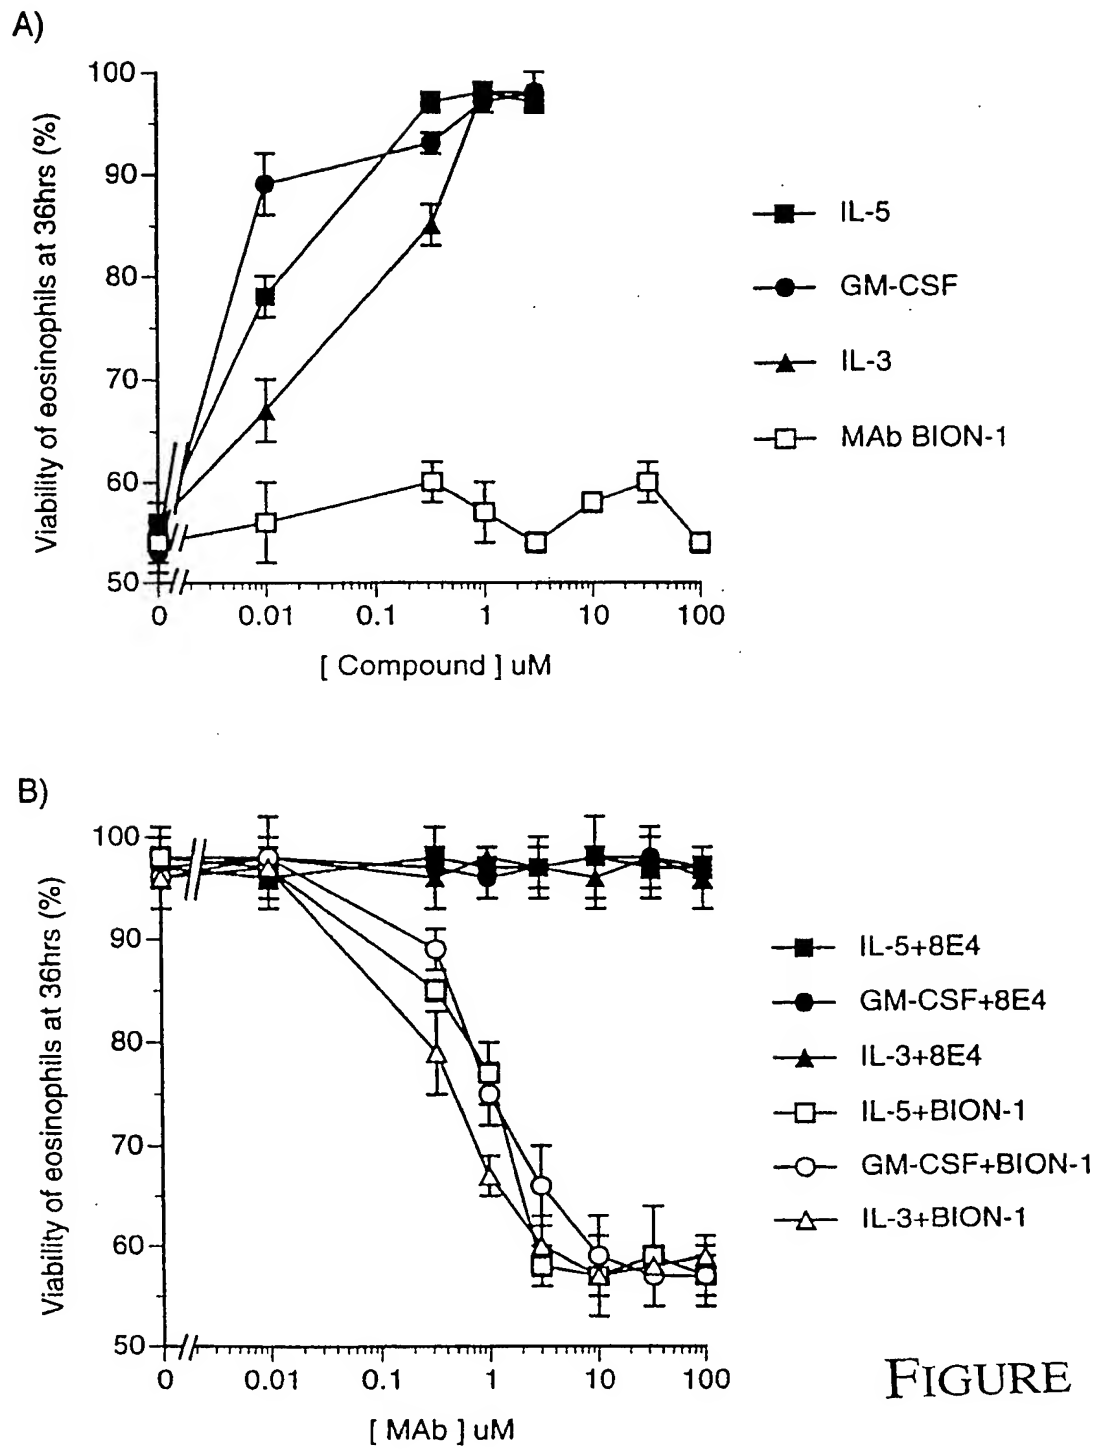 A)
Viability of eosinophils at 36hrs (%)
100
90
80
70
60
50
0
0.01
0.1
1
10
100
[ Compound ] uM
IL-5
GM-CSF
IL-3
MAb BION-1
B)
Viability of eosinophils at 36hrs (%)
100
90
80
70
60
50
0
0.01
0.1
1
10
100
[ MAb ] uM
IL-5+8E4
GM-CSF+8E4
IL-3+8E4
IL-5+BION-1
GM-CSF+BION-1
IL-3+BION-1
FIGURE